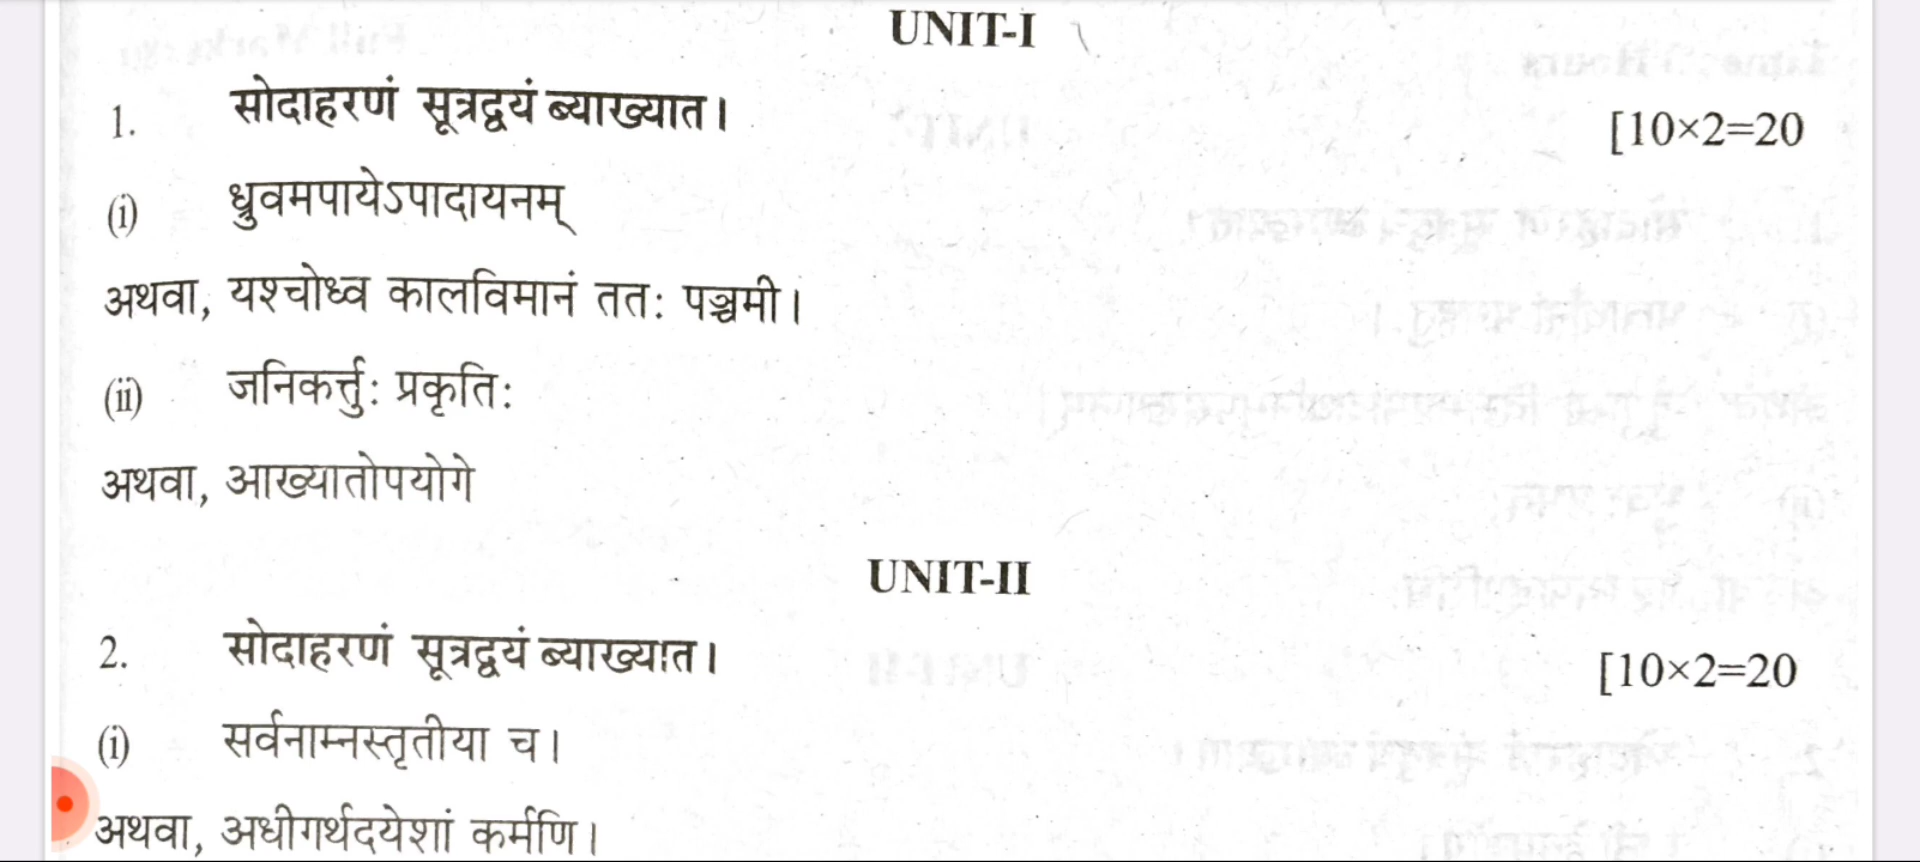 UNIT-I
1. सोदाहरणं सूत्रद्वयं ब्याख्यात। [10×2=20
(i) ध्रुवमपायेऽपादायनम्
अथवा, यश्चोध्व कालविमानं ततः पञ्चमी।
(ii) जनिकर्त्तुः प्रकृतिः
अथवा, आख्यातोपयोगे
UNIT-II
2. सोदाहरणं सूत्रद्वयं ब्याख्यात। [10×2=20
(i) सर्वनाम्नस्तृतीया च।
अथवा, अधीगर्थदयेशां कर्मणि।